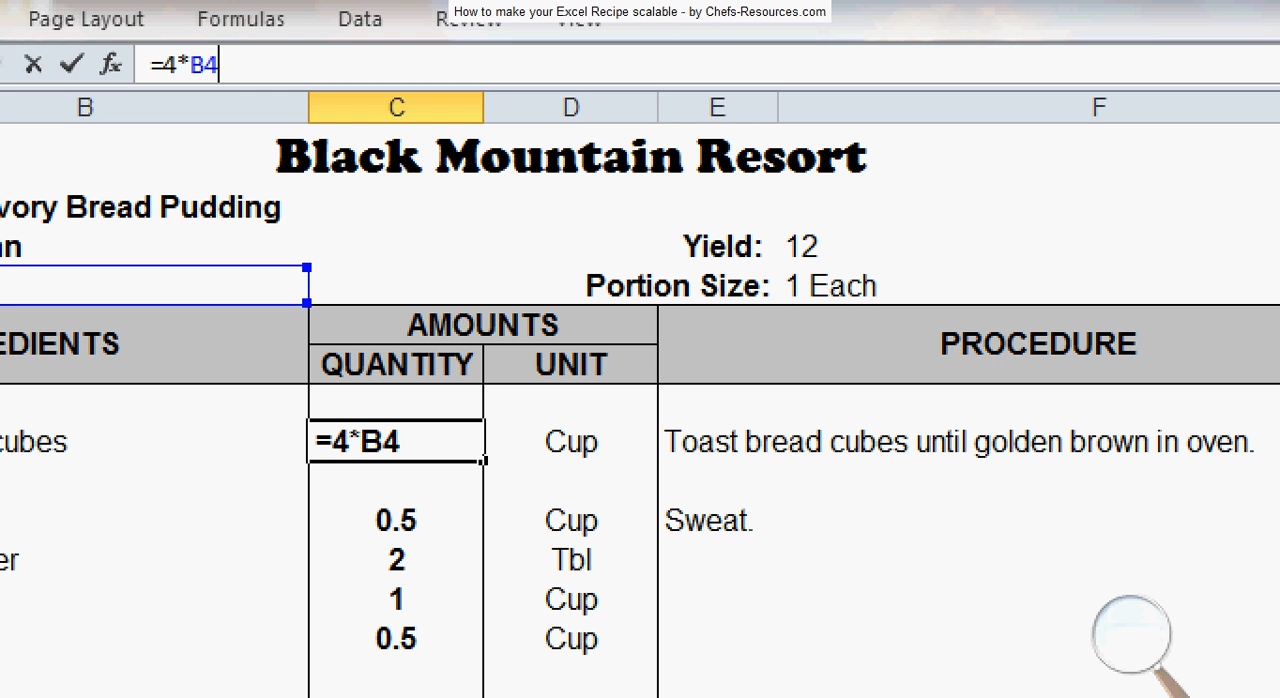 How to make your Excel Recipe scalable - by Chefs-Resources.com
Page Layout Formulas Data
fx =4*B4
B C D E F
Black Mountain Resort
vory Bread Pudding
an Yield: 12
Portion Size: 1 Each
EDIENTS AMOUNTS PROCEDURE
QUANTITY UNIT
cubes =4*B4 Cup Toast bread cubes until golden brown in oven.
0.5 Cup Sweat.
er 2 Tbl
1 Cup
0.5 Cup